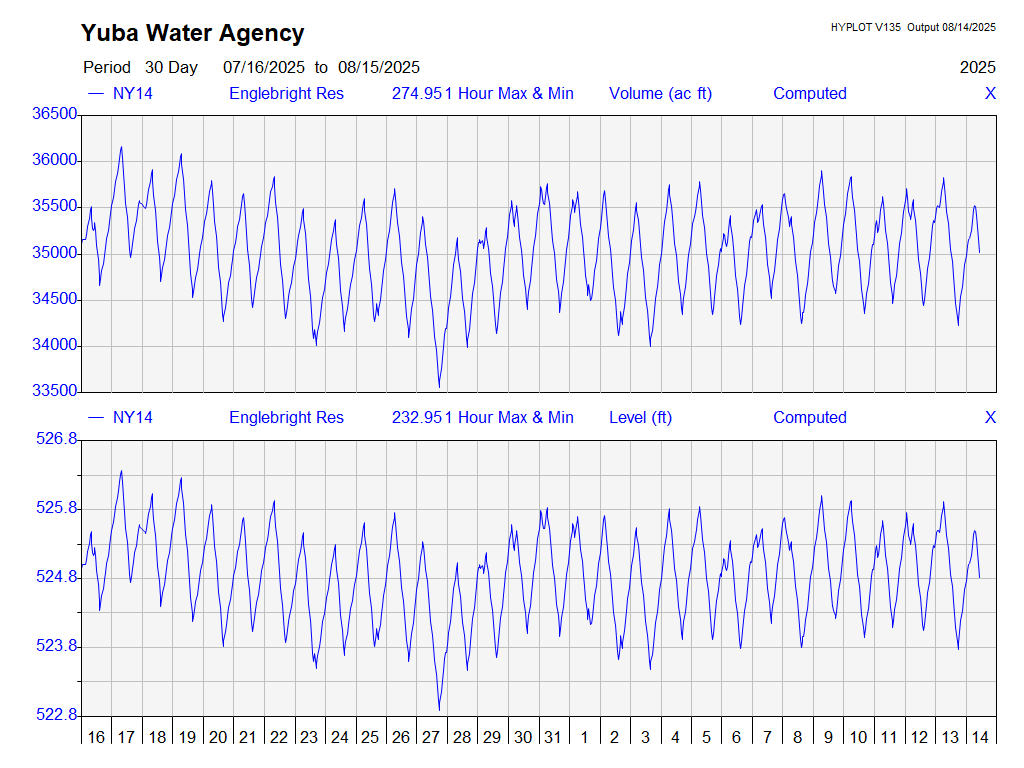 Yuba Water Agency
HYPLOT V135 Output 08/14/2025
Period 30 Day 07/16/2025 to 08/15/2025 2025
NY14 Englebright Res 274.951 Hour Max & Min Volume (ac ft) Computed X
36500
36000
35500
35000
34500
34000
33500
NY14 Englebright Res 232.951 Hour Max & Min Level (ft) Computed X
526.8
525.8
524.8
523.8
522.8
16 17 18 19 20 21 22 23 24 25 26 27 28 29 30 31 1 2 3 4 5 6 7 8 9 10 11 12 13 14